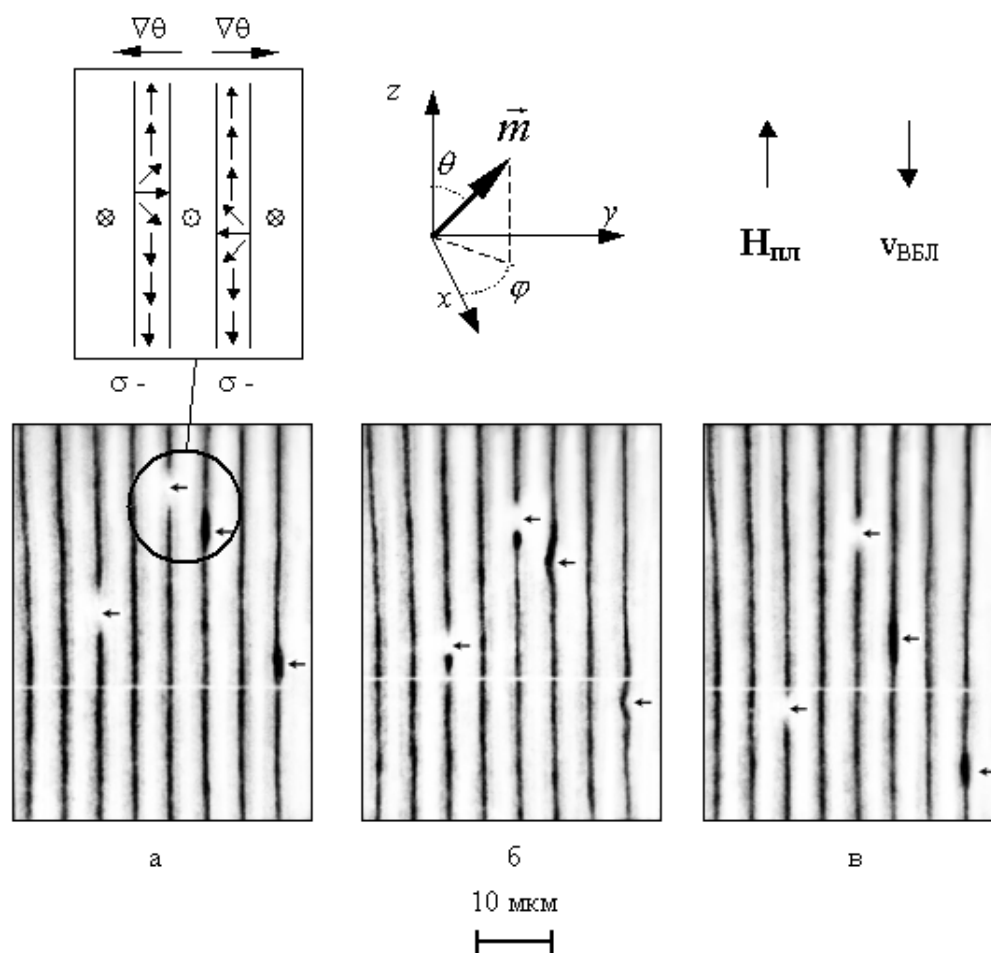 ∇θ ∇θ
⊗ ⊙ ⊗
σ - σ -
z m⃗ θ y x φ
Hпл vВБЛ
а б в
10 мкм